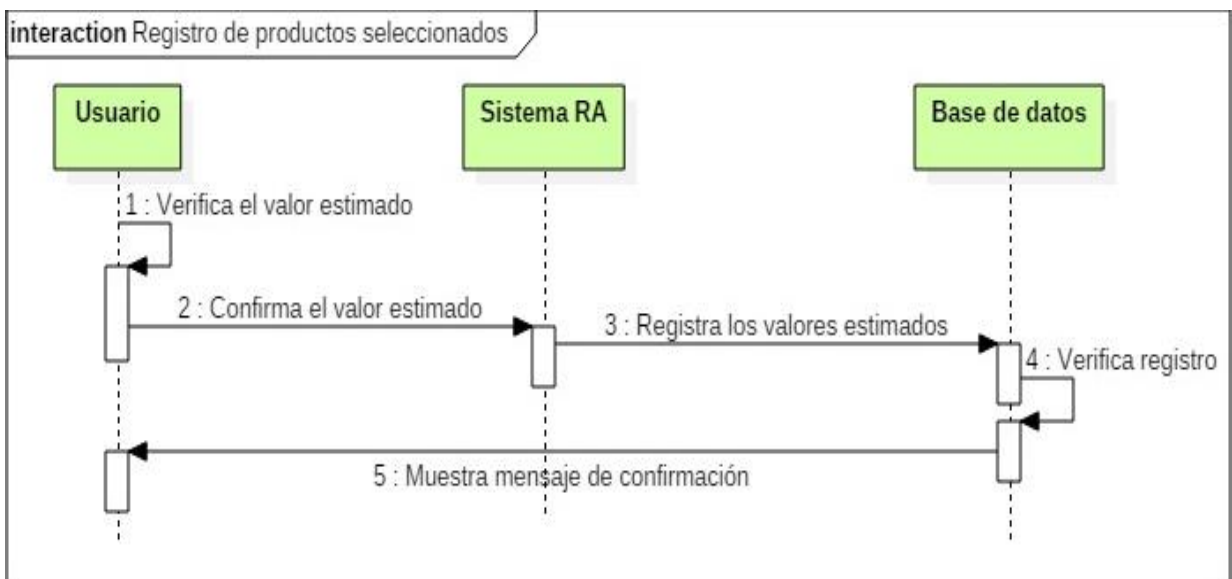 interaction Registro de productos seleccionados
Usuario
Sistema RA
Base de datos
1 : Verifica el valor estimado
2 : Confirma el valor estimado
3 : Registra los valores estimados
4 : Verifica registro
5 : Muestra mensaje de confirmación